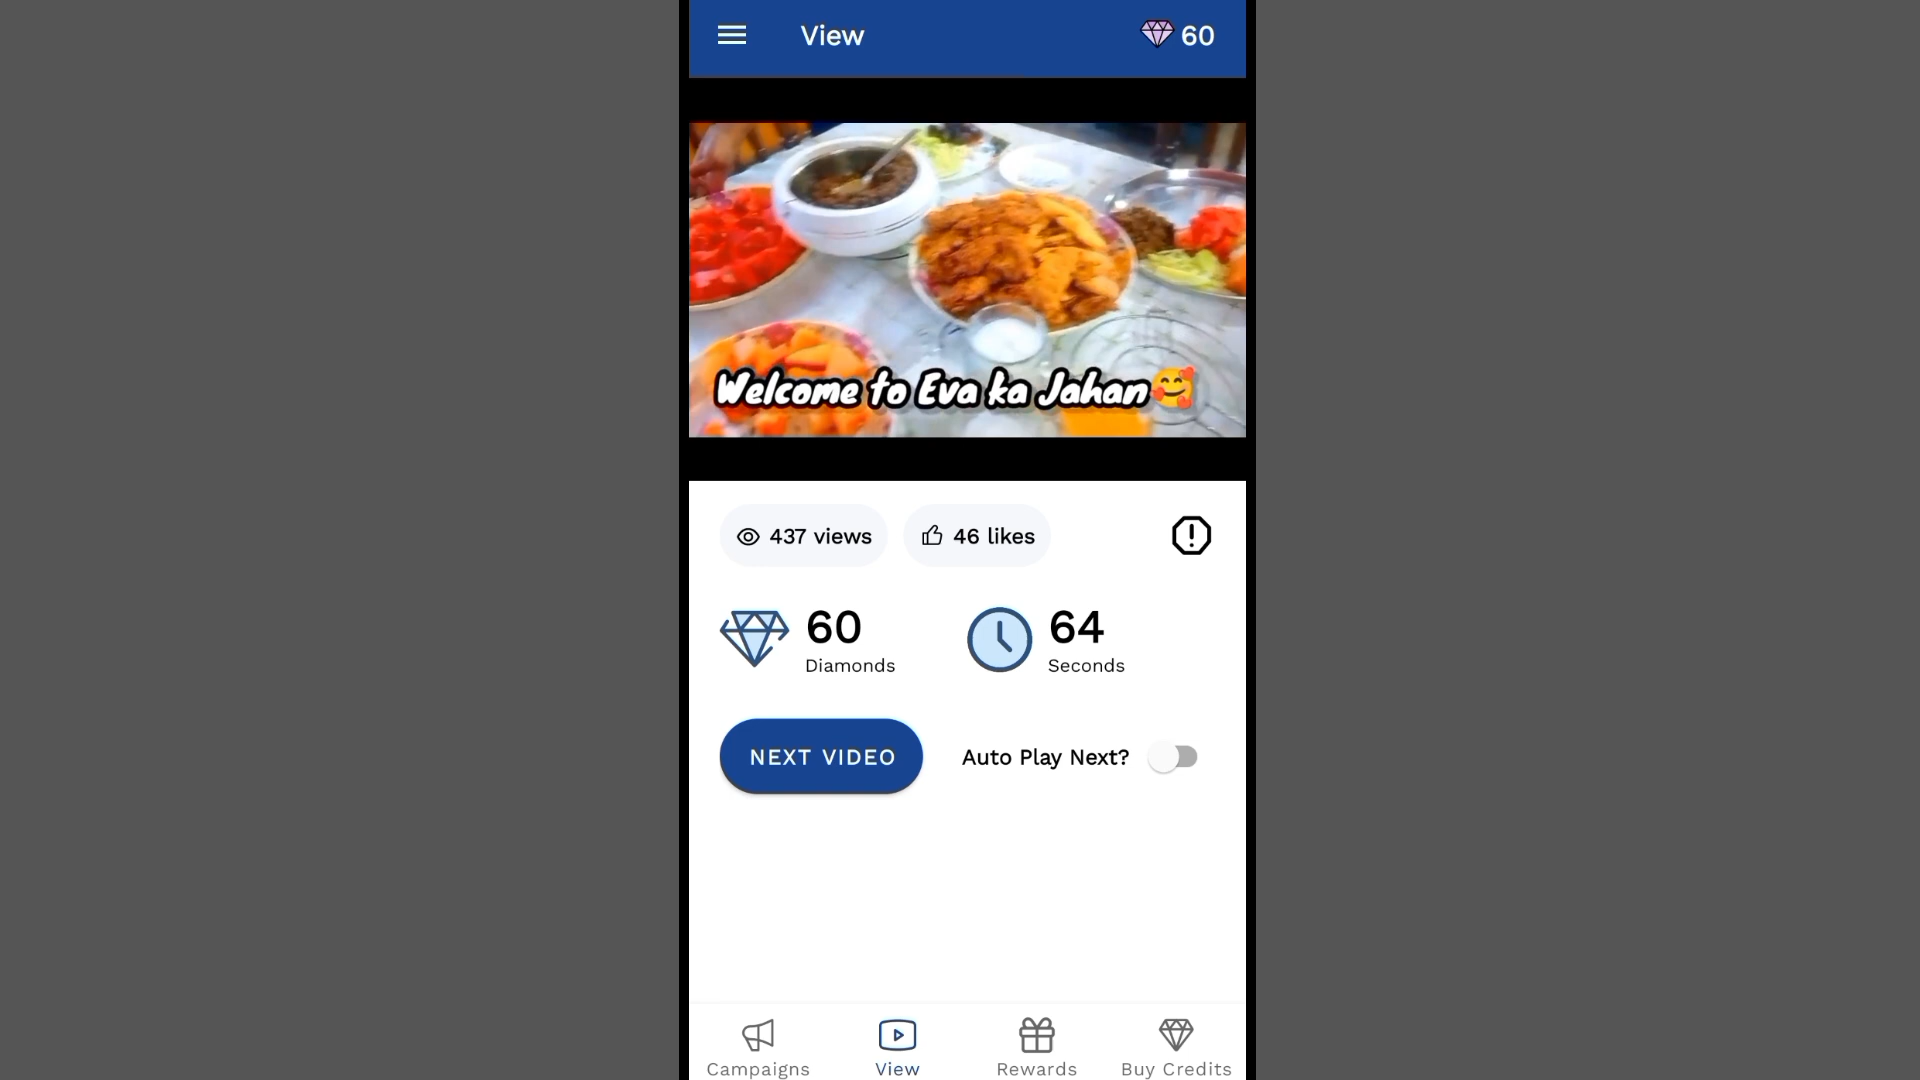 View
60
Welcome to Eva ka Jahan🥰
437 views
46 likes
60
Diamonds
64
Seconds
NEXT VIDEO
Auto Play Next?
Campaigns
View
Rewards
Buy Credits